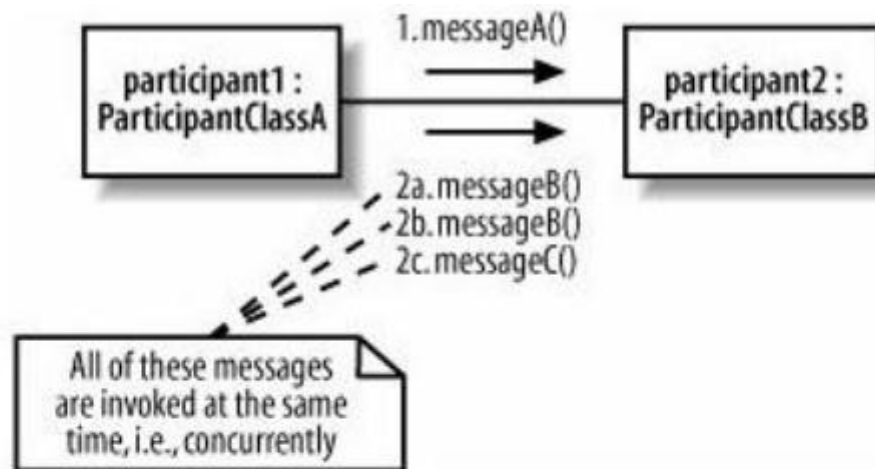 1.messageA()
participant1 :
ParticipantClassA
participant2 :
ParticipantClassB
2a.messageB()
2b.messageB()
2c.messageC()
All of these messages
are invoked at the same
time, i.e., concurrently